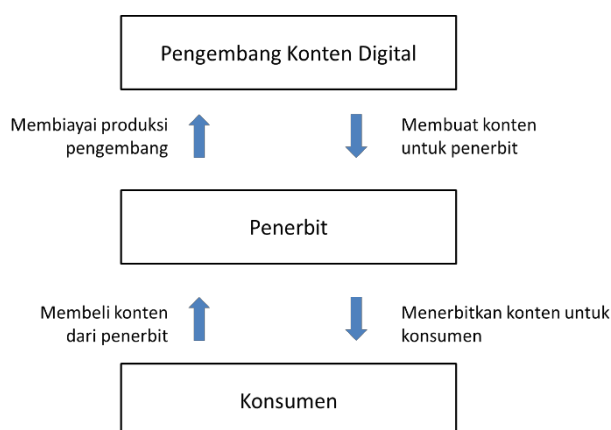 Pengembang Konten Digital
Membiayai produksi
pengembang
Membuat konten
untuk penerbit
Penerbit
Membeli konten
dari penerbit
Menerbitkan konten untuk
konsumen
Konsumen